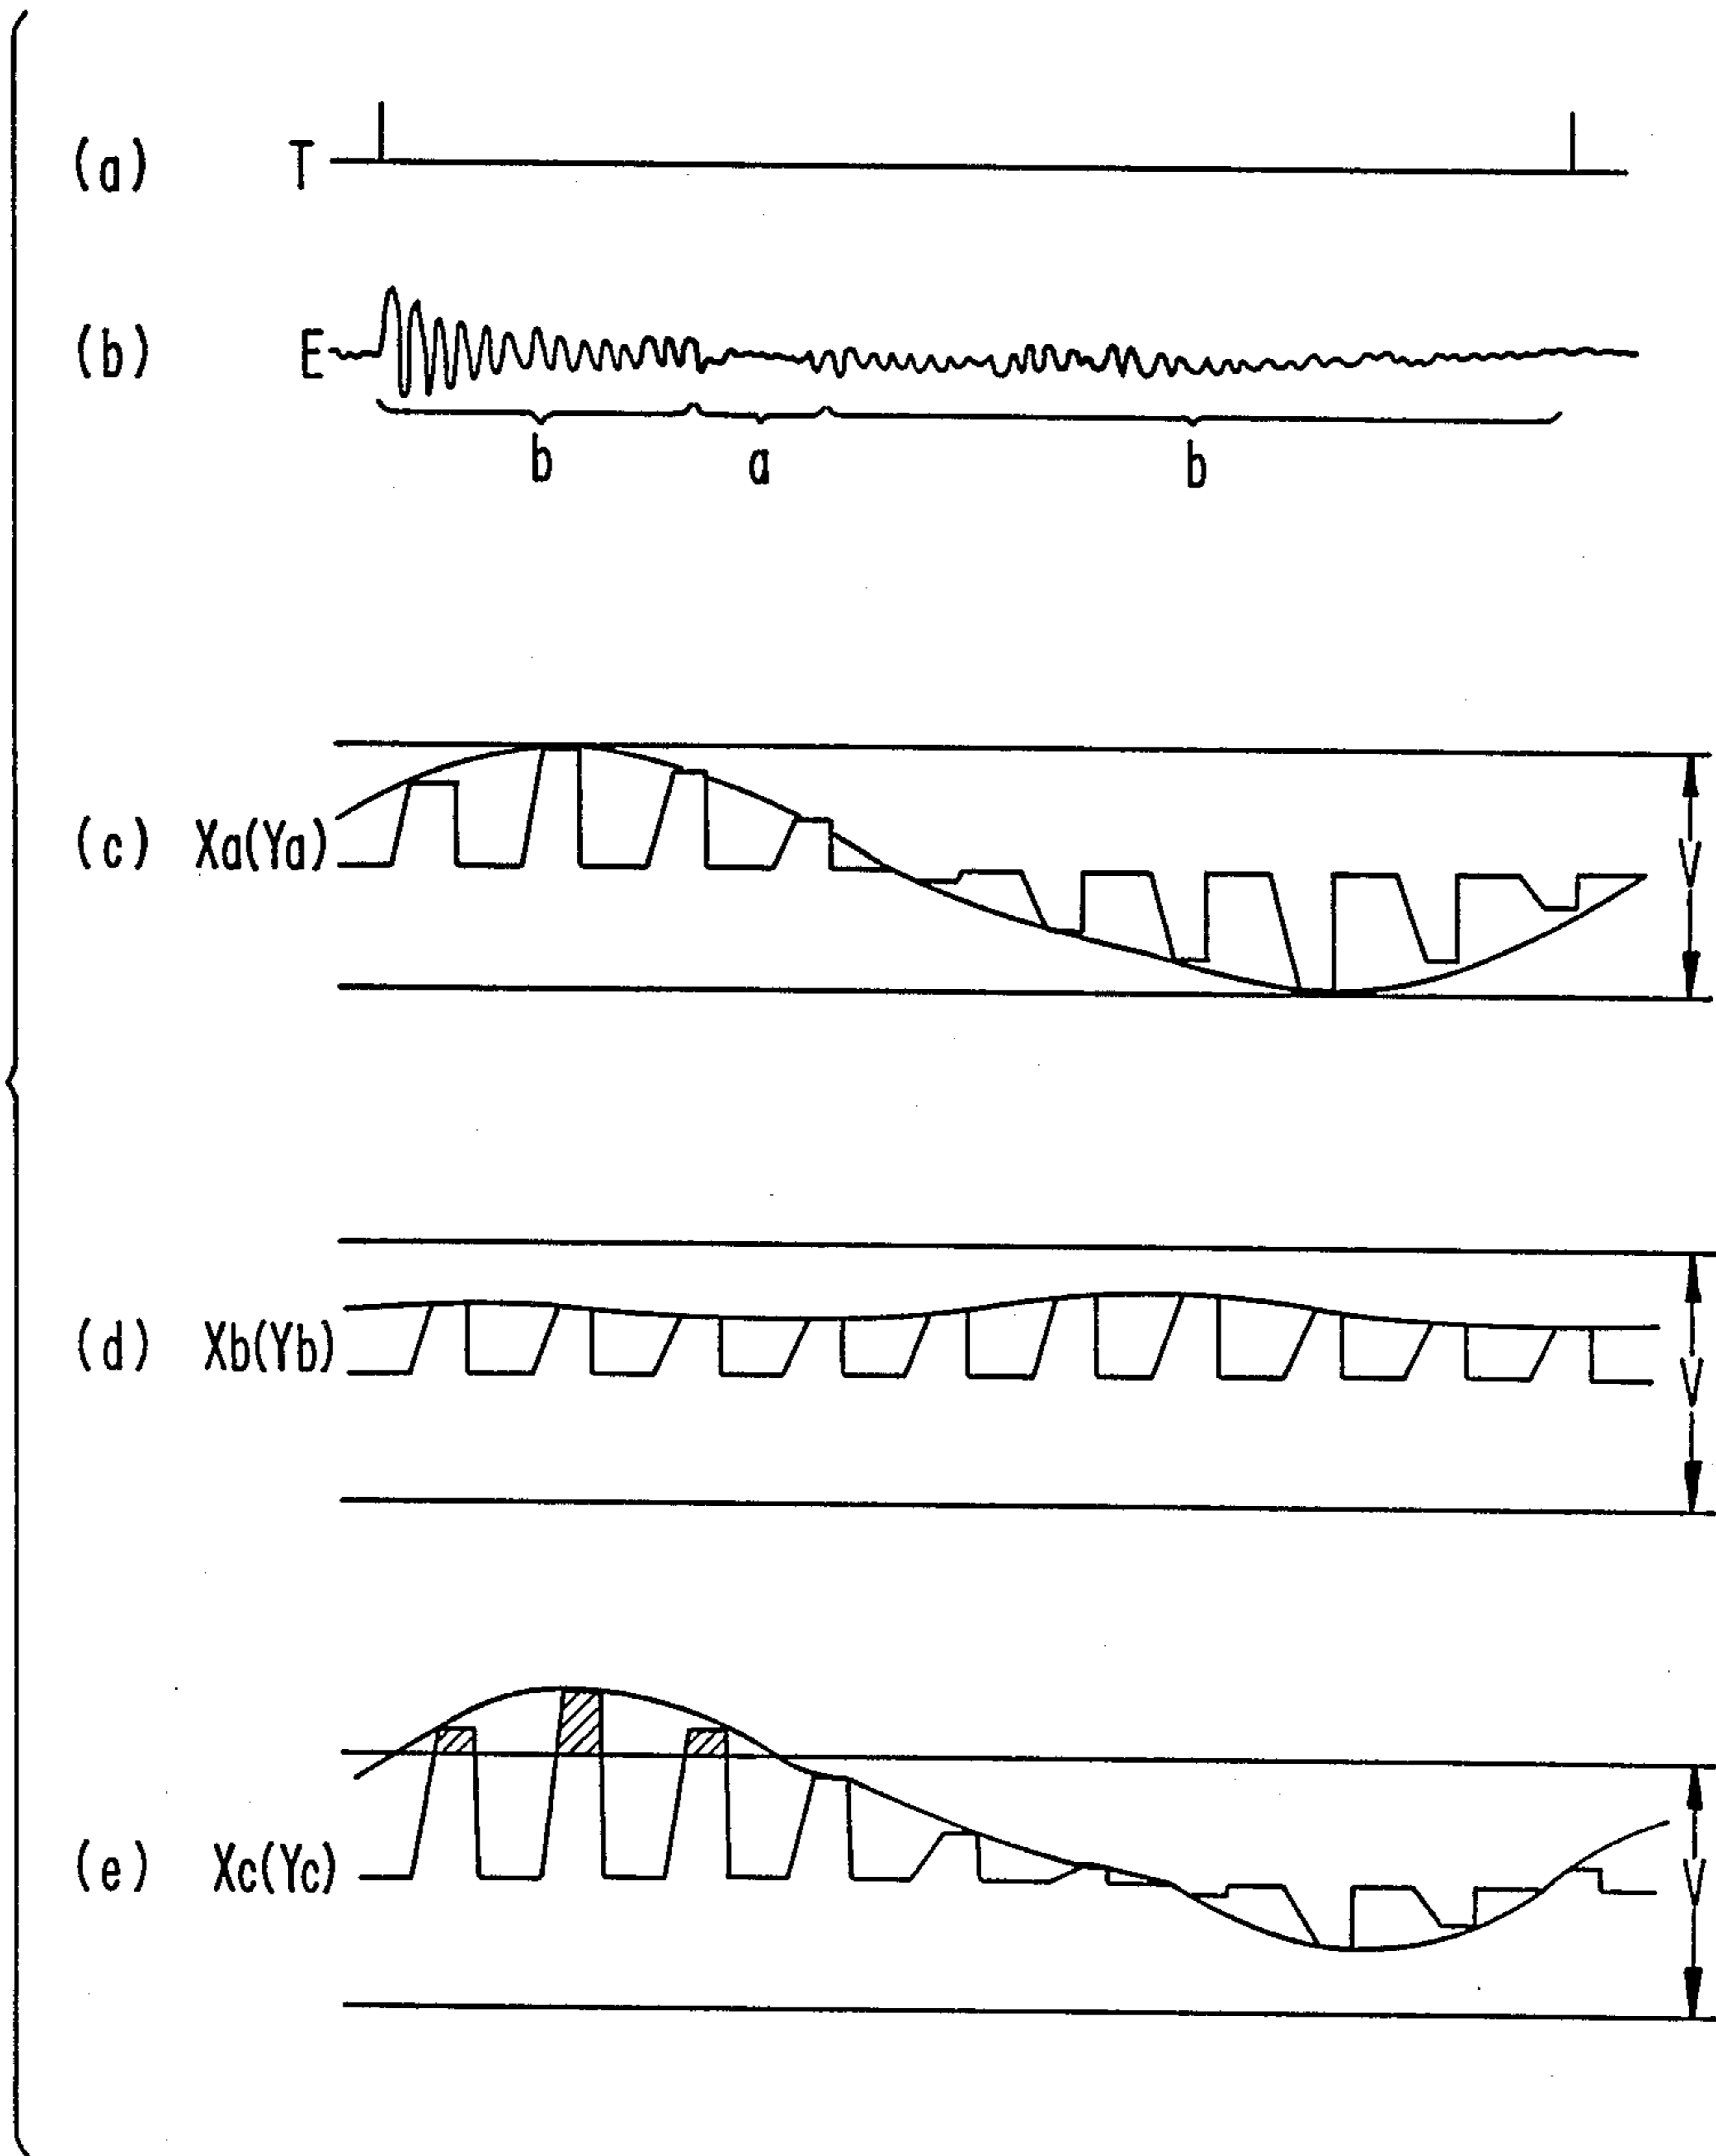 (a) T
(b) E
b a b
(c) Xa(Ya) V
(d) Xb(Yb) V
(e) Xc(Yc) V